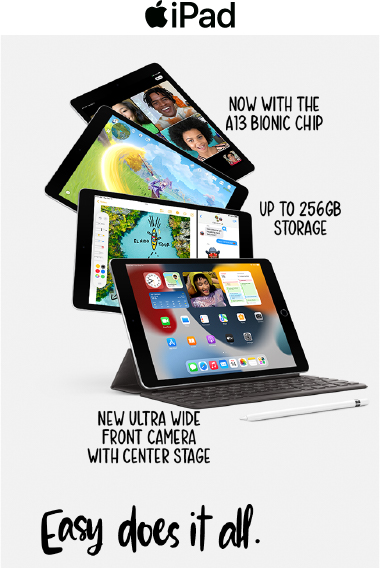 iPad
NOW WITH THE
A13 BIONIC CHIP
UP TO 256GB
STORAGE
NEW ULTRA WIDE
FRONT CAMERA
WITH CENTER STAGE
Easy does it all.